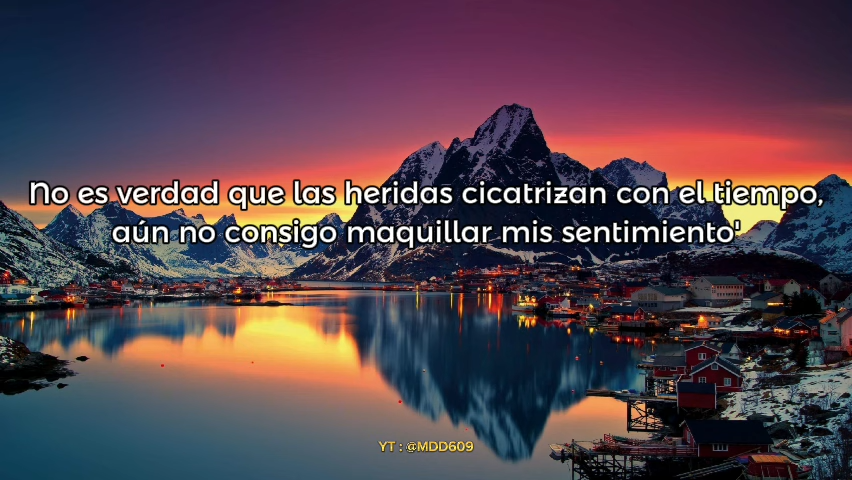 No es verdad que las heridas cicatrizan con el tiempo,
aún no consigo maquillar mis sentimiento'
YT : @MDD609